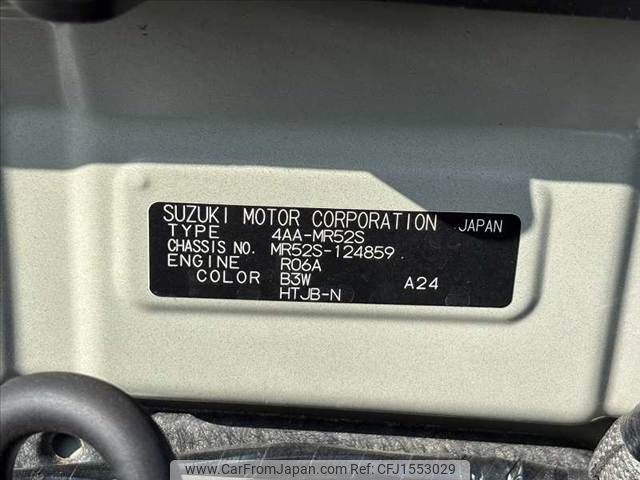 SUZUKI MOTOR CORPORATION JAPAN
TYPE 4AA-MR52S
CHASSIS NO. MR52S-124859
ENGINE R06A
COLOR B3W A24
HTJB-N
www.CarFromJapan.com - CFJ1553029